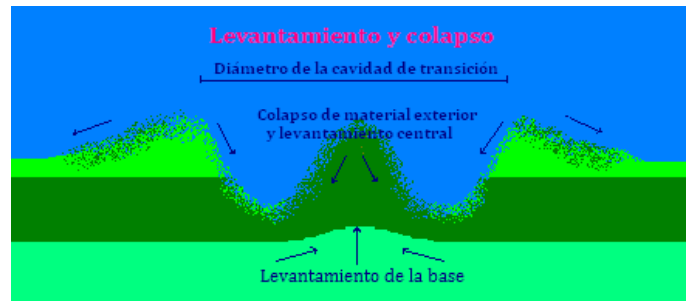 Levantamiento y colapso
Diámetro de la cavidad de transición
Colapso de material exterior
y levantamiento central
Levantamiento de la base